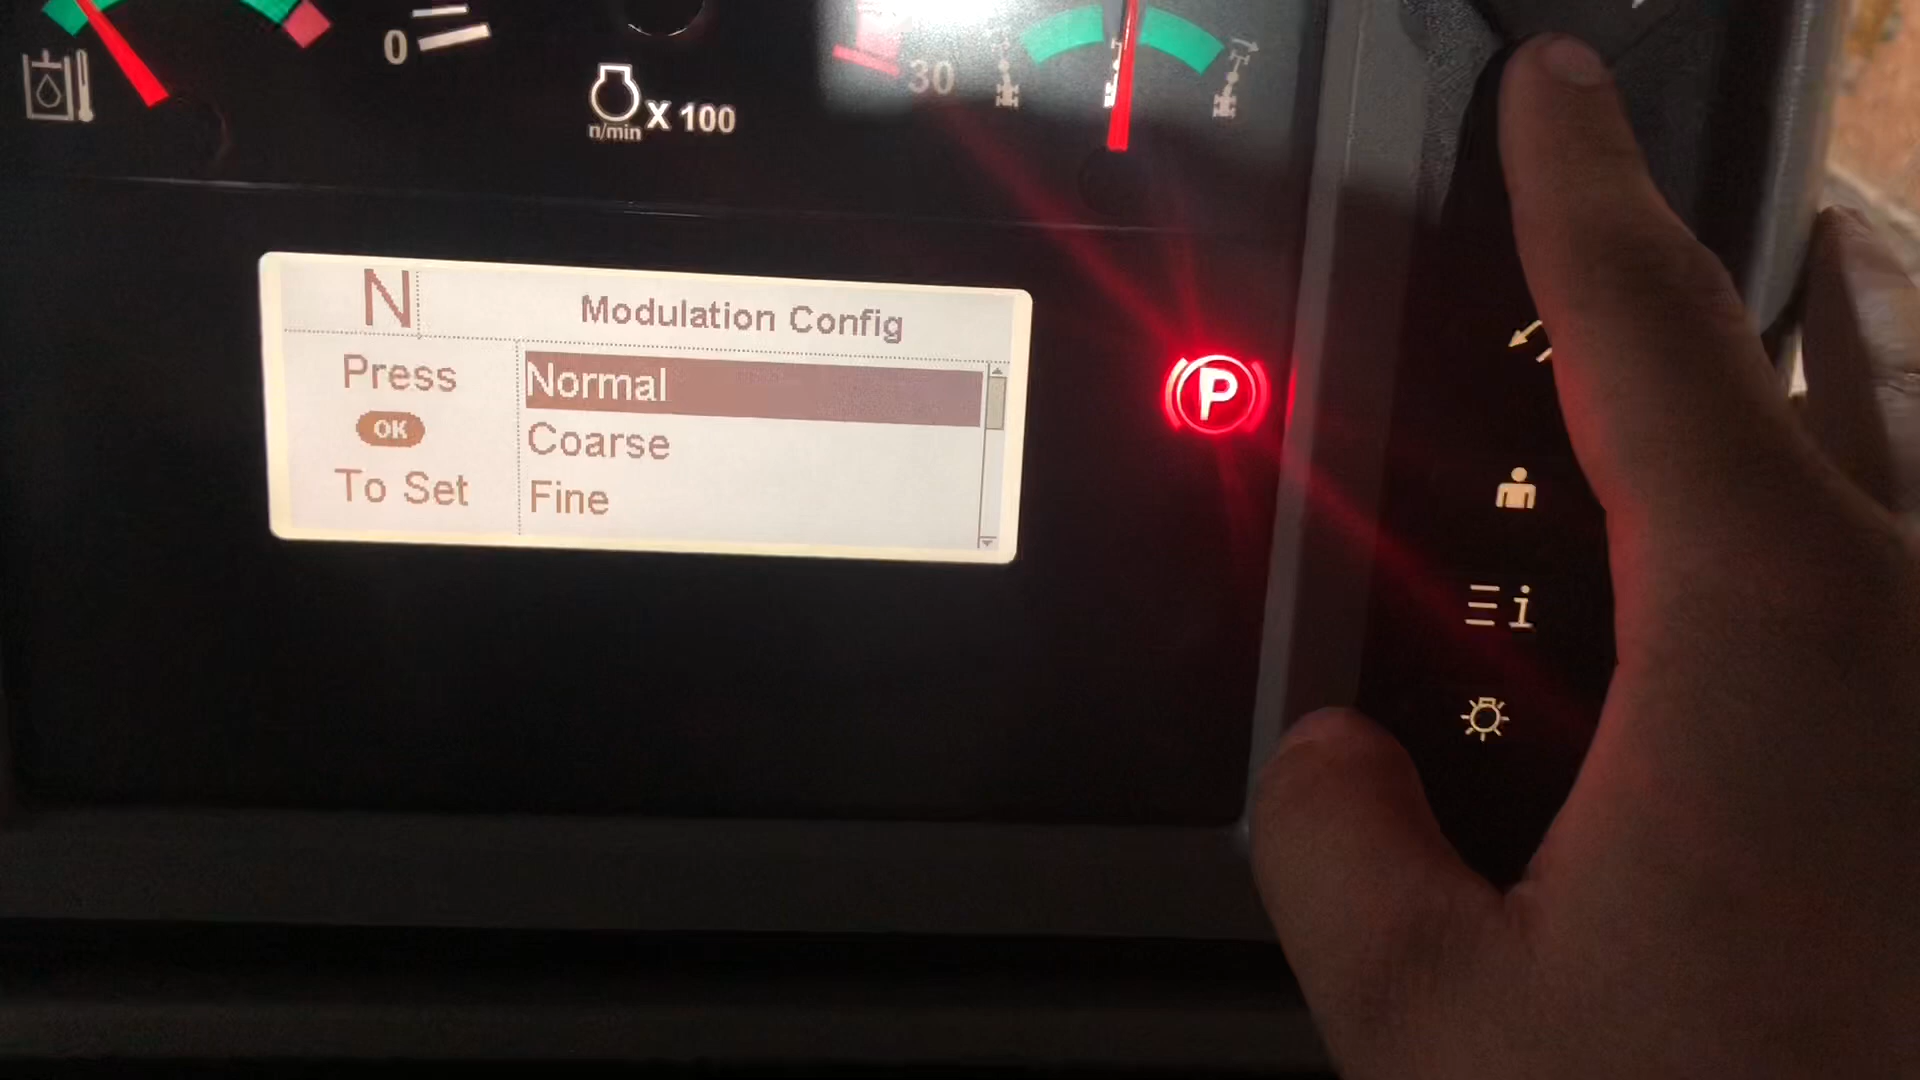 0
30
n/min X 100
N
Modulation Config
Press
OK
To Set
Normal
Coarse
Fine
P
i